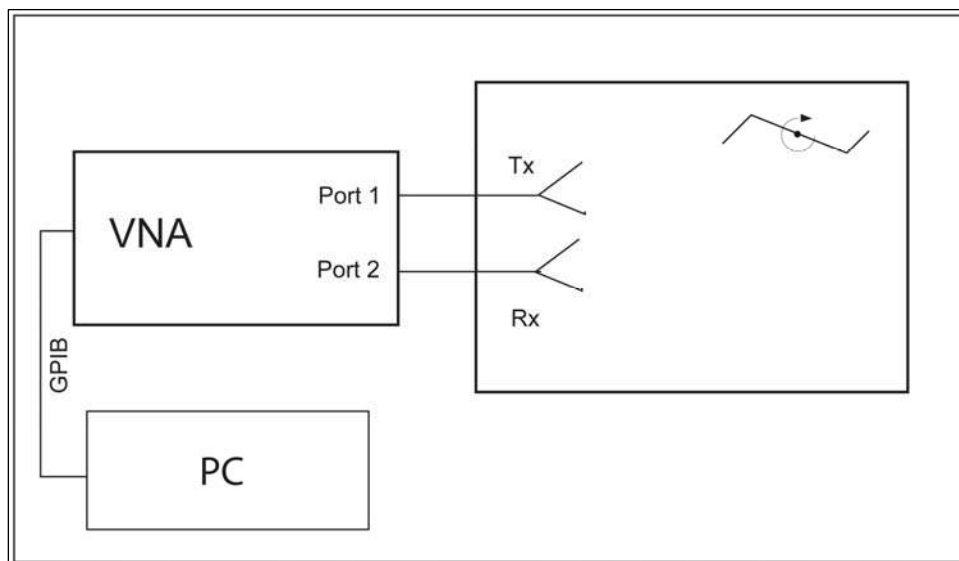 Tx
Port 1
VNA
Port 2
Rx
GPIB
PC